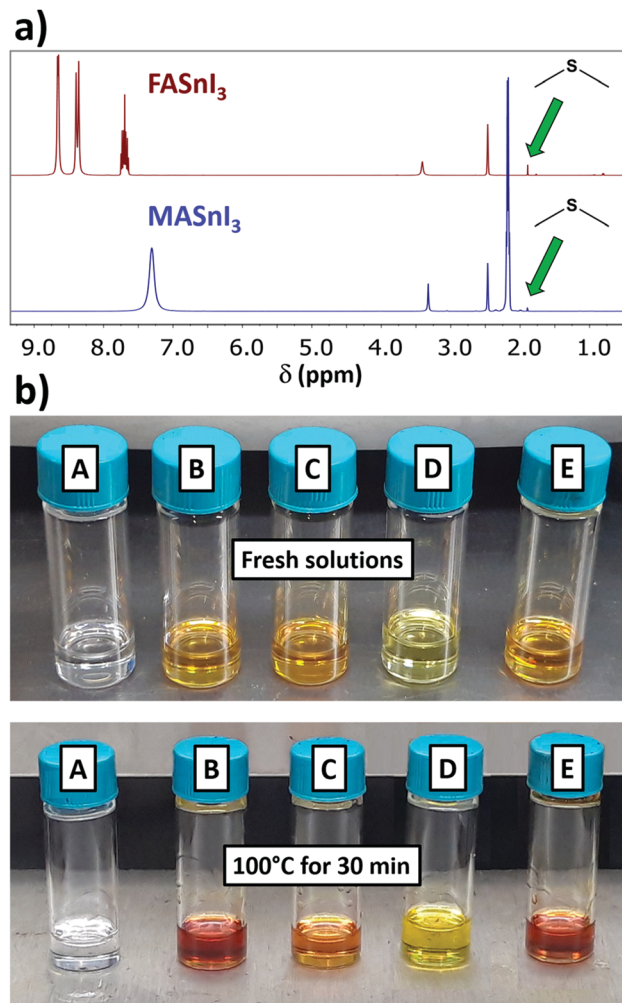 a)
FASnI₃
S
MASnI₃
S
9.0 8.0 7.0 6.0 5.0 4.0 3.0 2.0 1.0
δ (ppm)
b)
A B C D E
Fresh solutions
A B C D E
100°C for 30 min